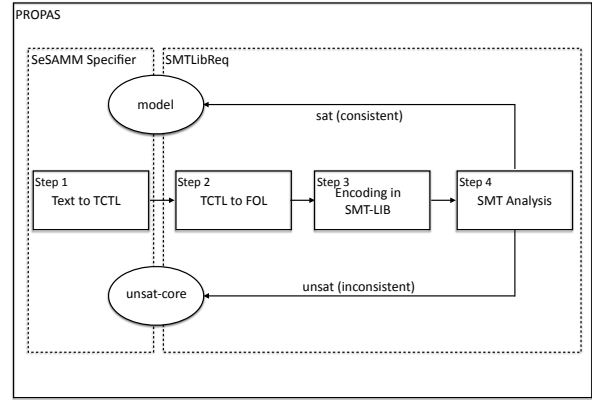 PROPAS
SeSAMM Specifier
SMTLibReq
model
sat (consistent)
Step 1
Text to TCTL
Step 2
TCTL to FOL
Step 3
Encoding in
SMT-LIB
Step 4
SMT Analysis
unsat-core
unsat (inconsistent)